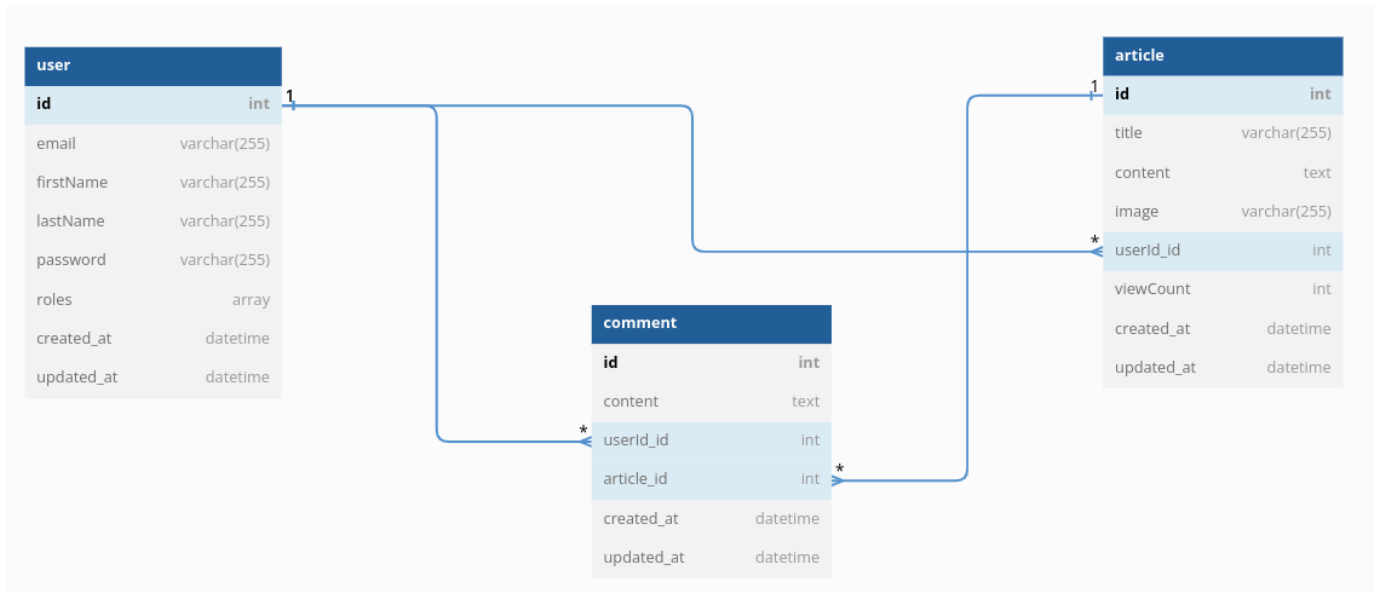 user
id int
email varchar(255)
firstName varchar(255)
lastName varchar(255)
password varchar(255)
roles array
created_at datetime
updated_at datetime
1
*
comment
id int
content text
userId_id int
article_id int
created_at datetime
updated_at datetime
*
1
*
article
id int
title varchar(255)
content text
image varchar(255)
userId_id int
viewCount int
created_at datetime
updated_at datetime